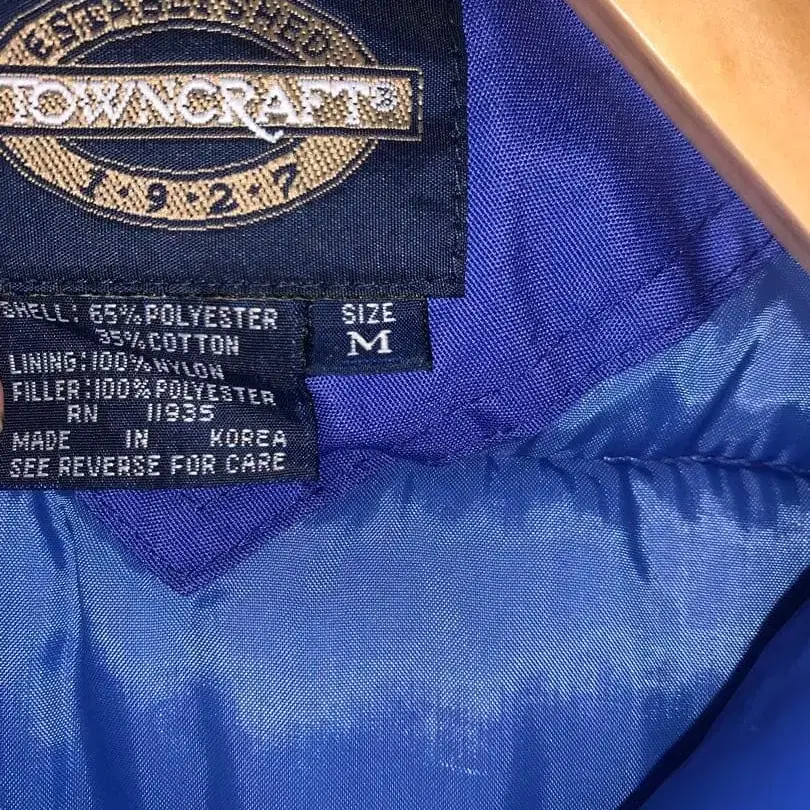 ESTABLISHED
TOWNCRAFT®
1·9·2·7
SHELL: 65% POLYESTER
35% COTTON
LINING: 100% NYLON
FILLER: 100% POLYESTER
RN 11935
MADE IN KOREA
SEE REVERSE FOR CARE
SIZE
M